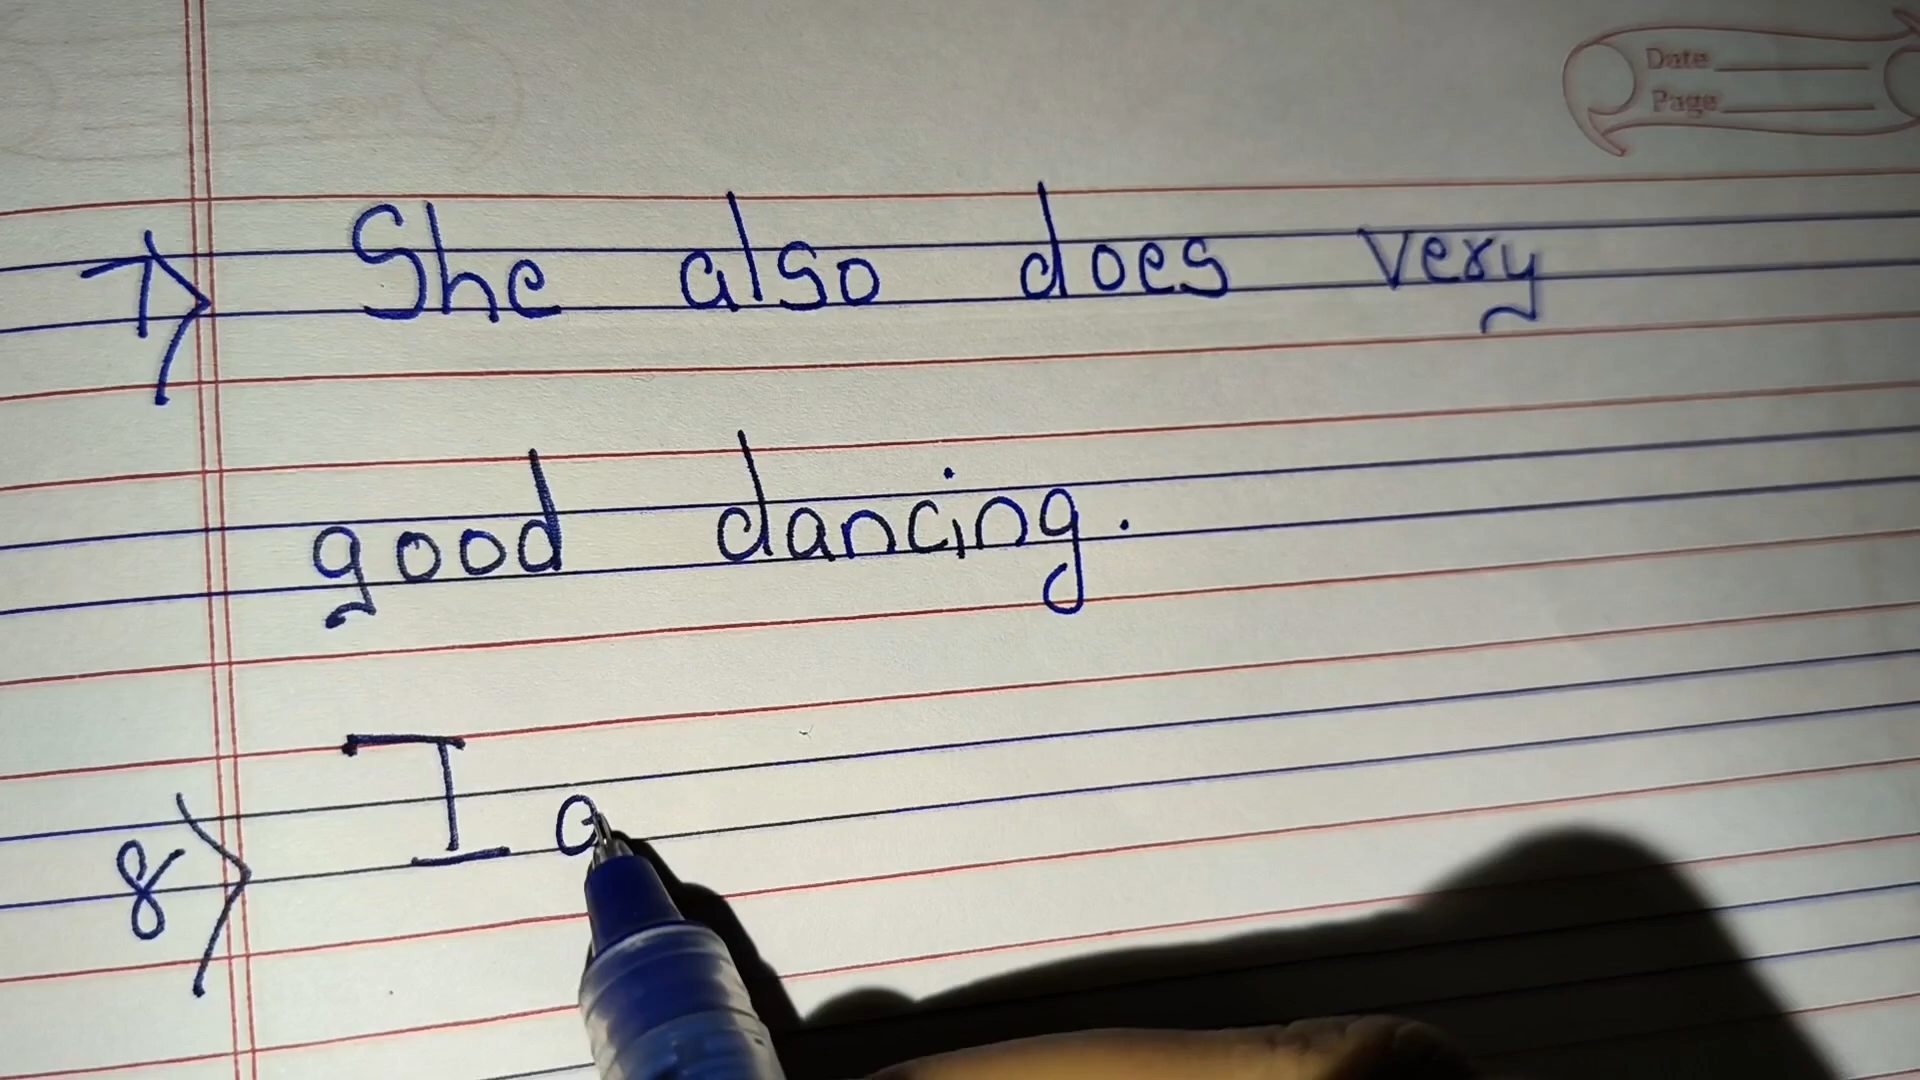 Date
Page
7) She also does very
good dancing.
8) I a